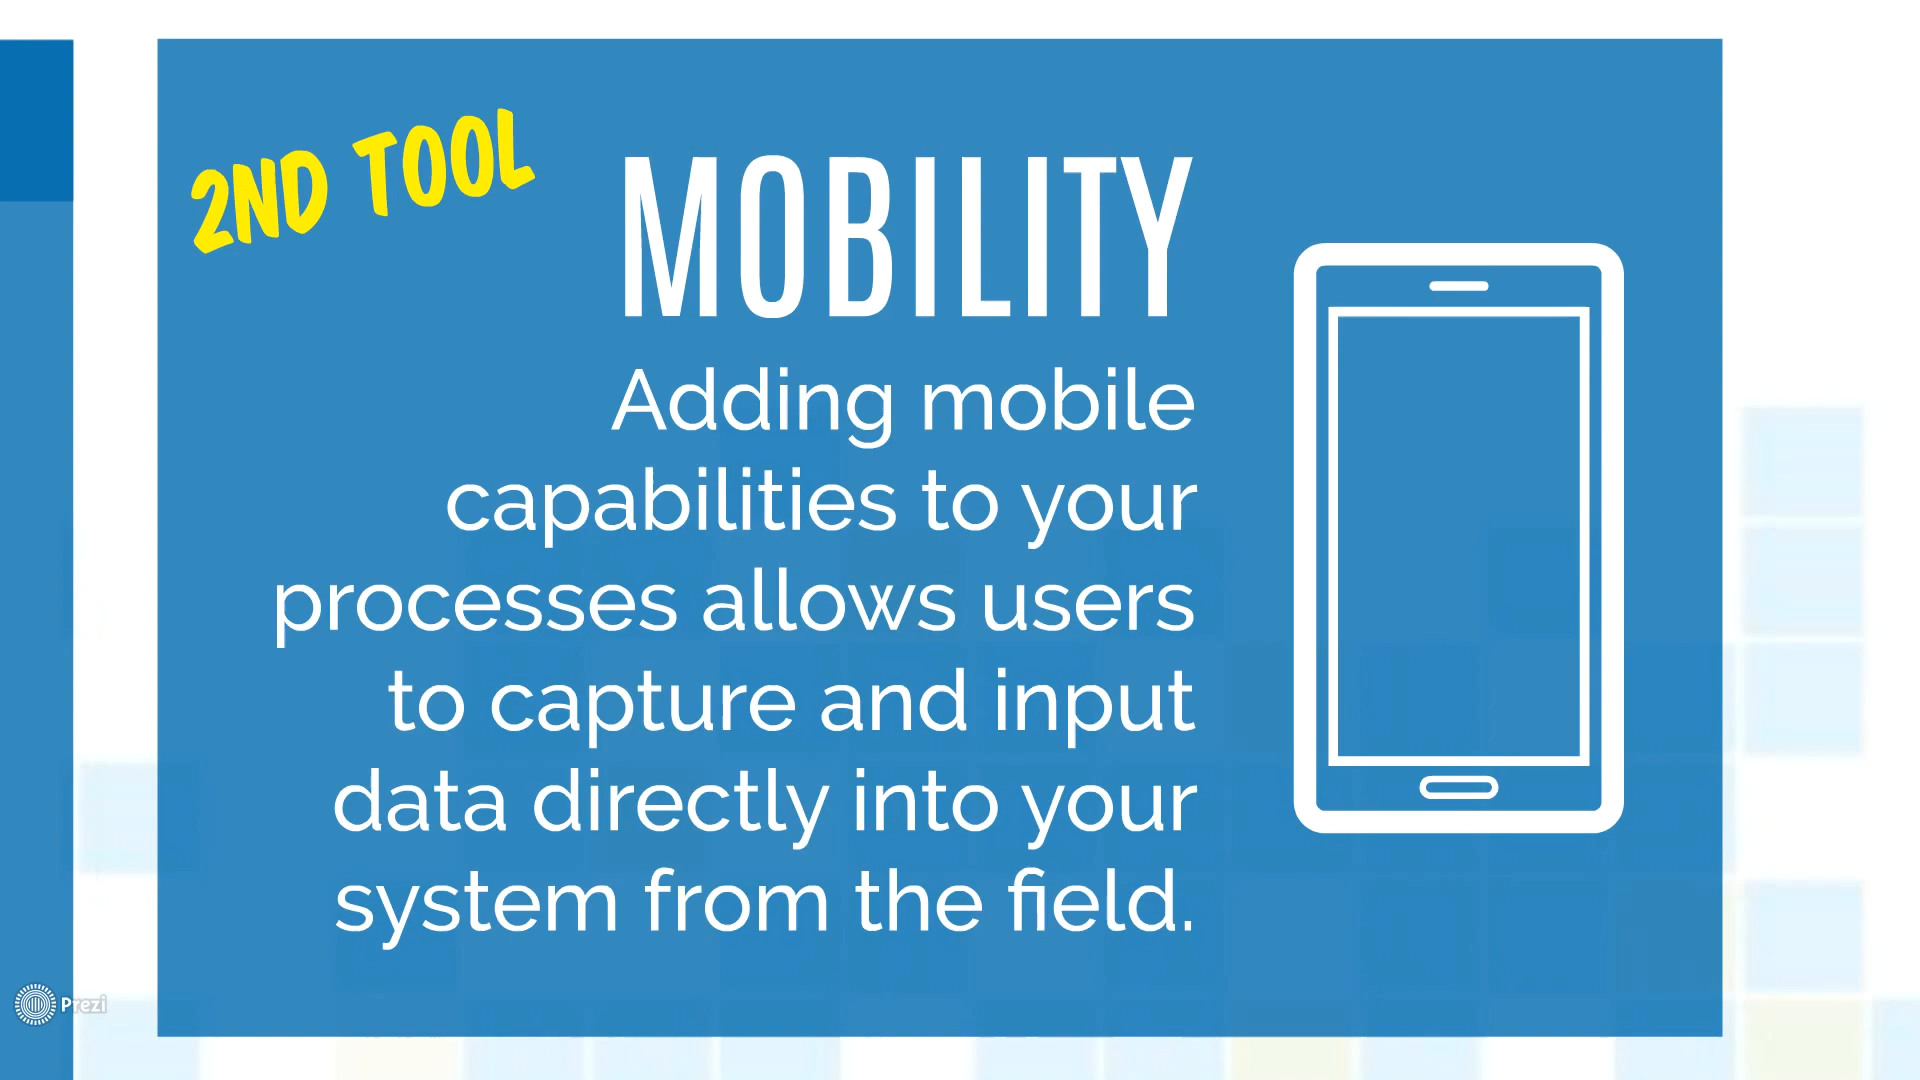 2ND TOOL
MOBILITY
Adding mobile
capabilities to your
processes allows users
to capture and input
data directly into your
system from the field.
Prezi